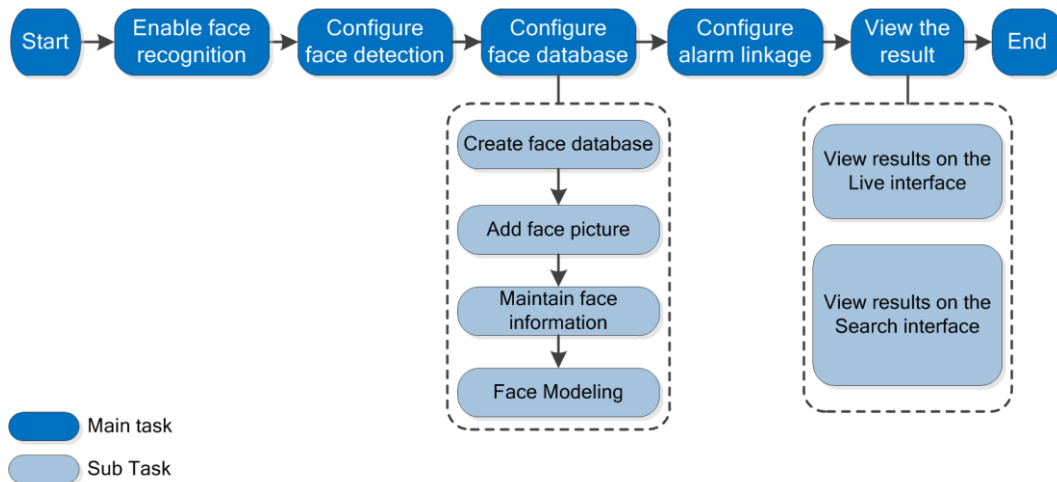 Start
Enable face
recognition
Configure
face detection
Configure
face database
Configure
alarm linkage
View the
result
End
Create face database
Add face picture
Maintain face
information
Face Modeling
View results on the
Live interface
View results on the
Search interface
Main task
Sub Task